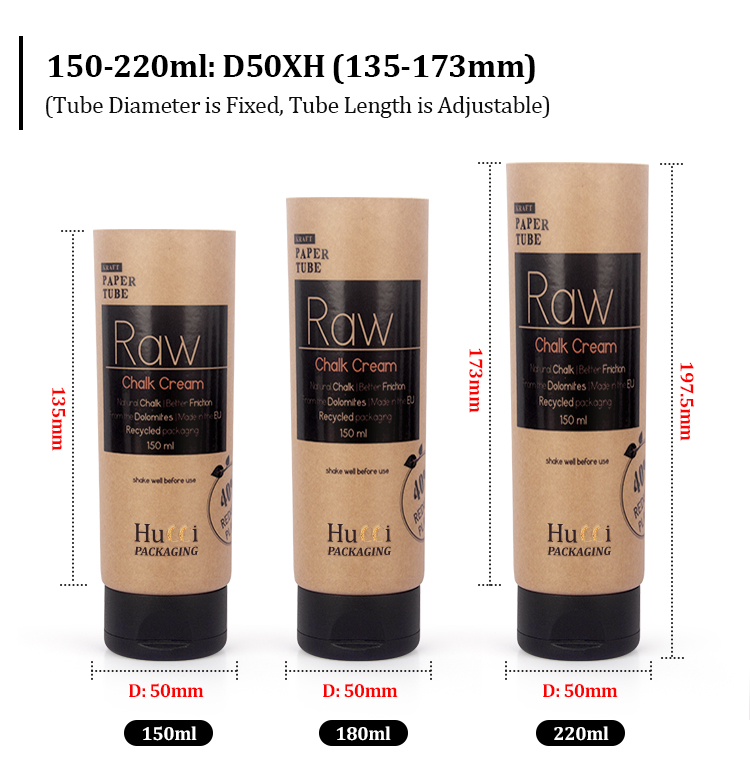 150-220ml: D50XH (135-173mm)
(Tube Diameter is Fixed, Tube Length is Adjustable)
KRAFT
PAPER
TUBE
Raw
Chalk Cream
Natural Chalk | Better Friction
From the Dolomites | Made in the EU
Recycled packaging
150 ml
shake well before use
Hucci
PACKAGING
135mm
D: 50mm
150ml
KRAFT
PAPER
TUBE
Raw
Chalk Cream
Natural Chalk | Better Friction
From the Dolomites | Made in the EU
Recycled packaging
150 ml
shake well before use
40%
Hucci
PACKAGING
D: 50mm
180ml
KRAFT
PAPER
TUBE
Raw
Chalk Cream
Natural Chalk | Better Friction
From the Dolomites | Made in the EU
Recycled packaging
150 ml
shake well before use
Hucci
PACKAGING
173mm
197.5mm
D: 50mm
220ml